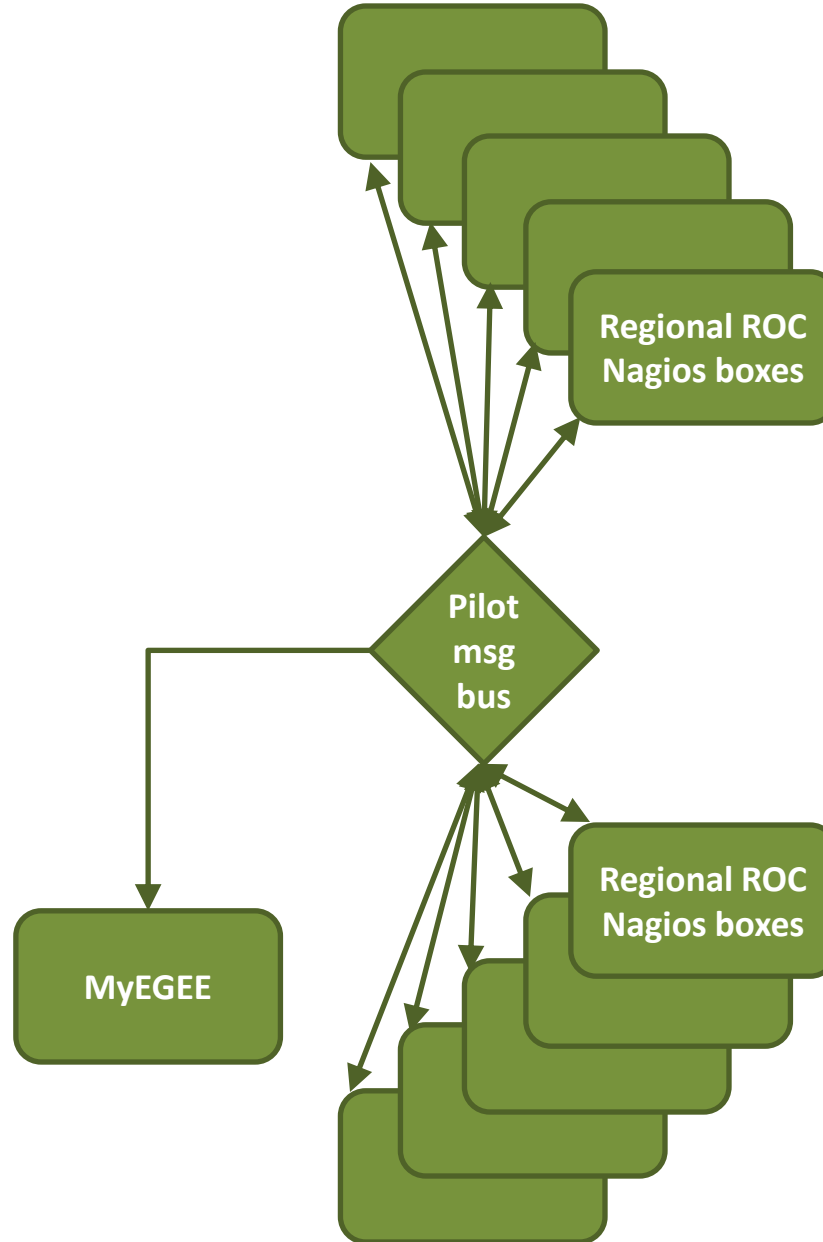 Regional ROC
Nagios boxes
Pilot
msg
bus
Regional ROC
Nagios boxes
MyEGEE